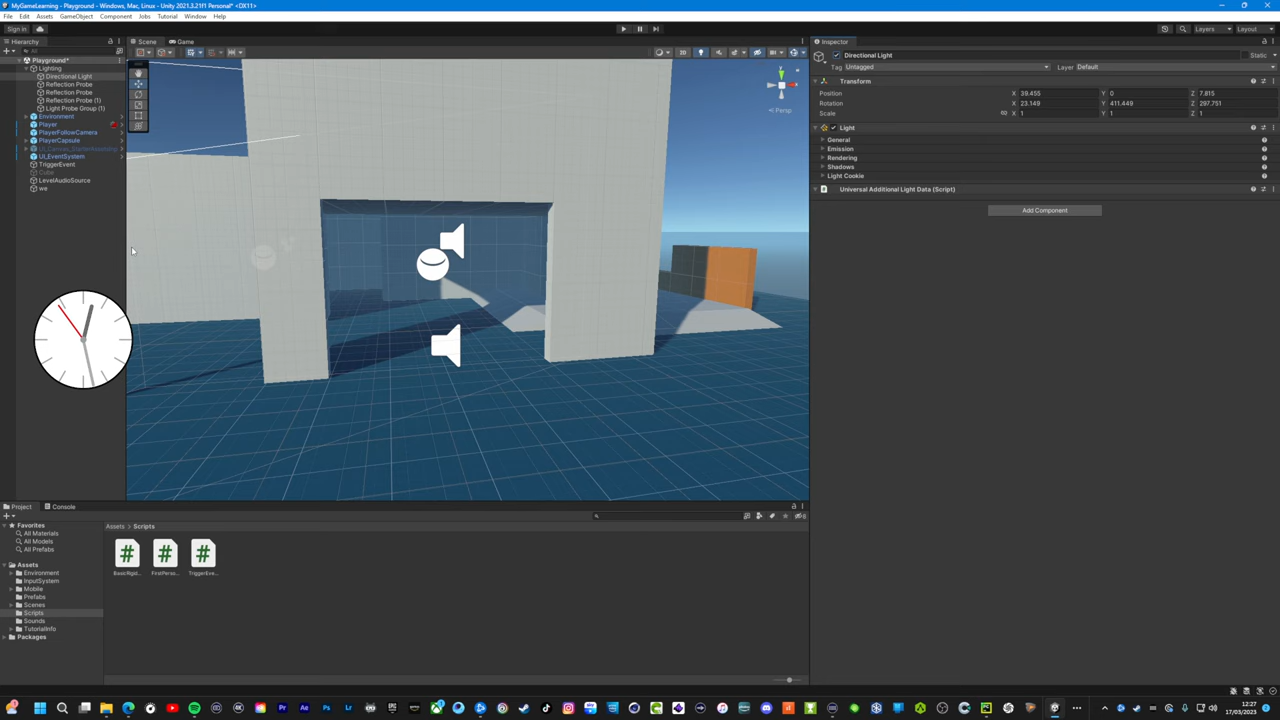 MyGameLearning - Playground - Windows, Mac, Linux - Unity 2021.3.21f1 Personal* <DX11>
File Edit Assets GameObject Component Jobs Tutorial Window Help
Sign in
Layers
Layout
Hierarchy
All
Playground*
Lighting
Directional Light
Reflection Probe
Reflection Probe
Reflection Probe (1)
Light Probe Group (1)
Environment
Player
PlayerFollowCamera
PlayerCapsule
UI_EventSystem
TriggerEvent
Cube
LevelAudioSource
we
Scene
Game
2D
y
Persp
Inspector
Directional Light
Static
Tag Untagged
Layer Default
Transform
Position X 39.455 Y 0 Z 7.815
Rotation X 23.149 Y 411.449 Z 297.751
Scale X 1 Y 1 Z 1
Light
General
Emission
Rendering
Shadows
Light Cookie
Universal Additional Light Data (Script)
Add Component
Project
Console
Favorites
All Materials
All Models
All Prefabs
Assets
Environment
InputSystem
Mobile
Prefabs
Scenes
Scripts
Sounds
TutorialInfo
Packages
Assets > Scripts
BasicRigid... FirstPerso... TriggerEve...
12:27
17/03/2023